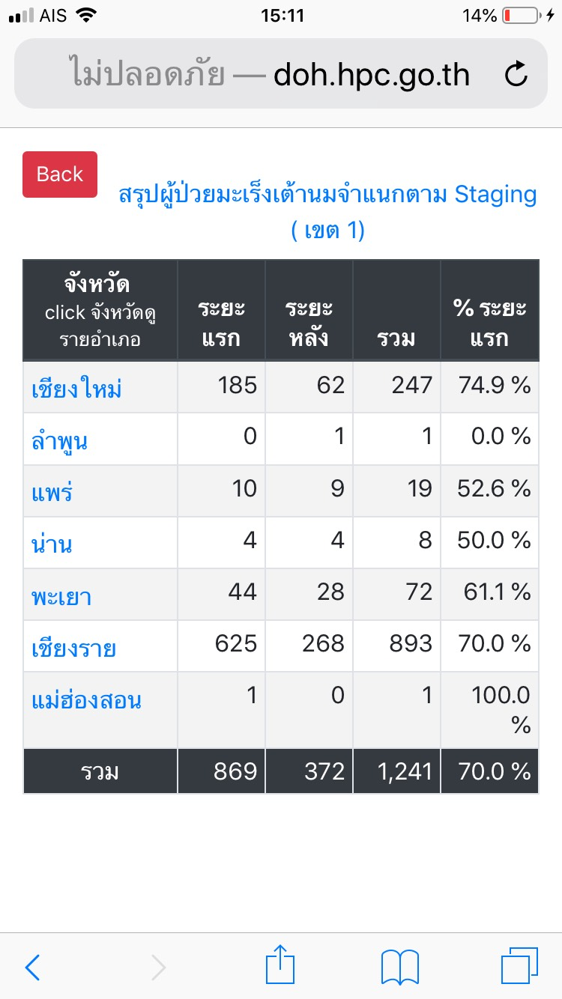 AIS 15:11 14%
ไม่ปลอดภัย — doh.hpc.go.th
Back
สรุปผู้ป่วยมะเร็งเต้านมจำแนกตาม Staging
( เขต 1)
จังหวัด
click จังหวัดดู
รายอำเภอ
ระยะ
แรก
ระยะ
หลัง
รวม
% ระยะ
แรก
เชียงใหม่ 185 62 247 74.9 %
ลำพูน 0 1 1 0.0 %
แพร่ 10 9 19 52.6 %
น่าน 4 4 8 50.0 %
พะเยา 44 28 72 61.1 %
เชียงราย 625 268 893 70.0 %
แม่ฮ่องสอน 1 0 1 100.0
%
รวม 869 372 1,241 70.0 %